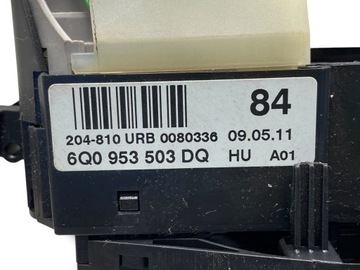 84
204-810 URB 0080336 09.05.11
6Q0 953 503 DQ HU A01